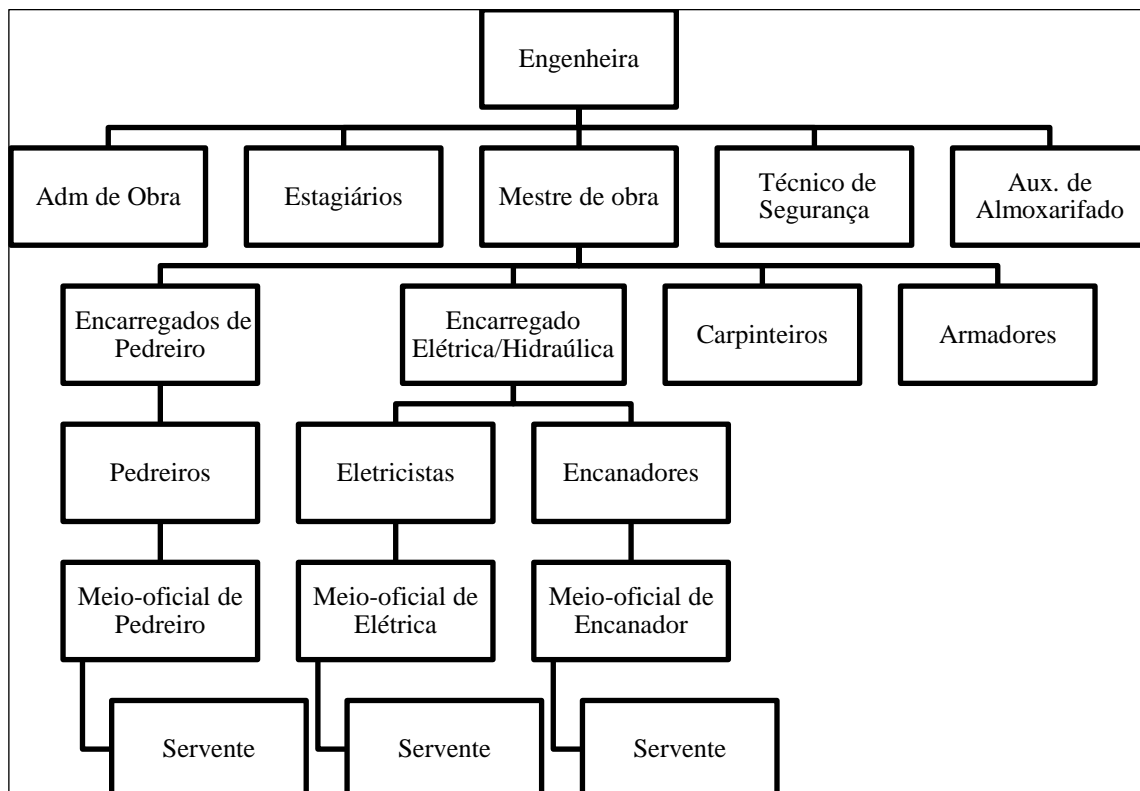 Engenheira
Adm de Obra
Estagiários
Mestre de obra
Técnico de
Segurança
Aux. de
Almoxarifado
Encarregados de
Pedreiro
Encarregado
Elétrica/Hidraúlica
Carpinteiros
Armadores
Pedreiros
Eletricistas
Encanadores
Meio-oficial de
Pedreiro
Meio-oficial de
Elétrica
Meio-oficial de
Encanador
Servente
Servente
Servente